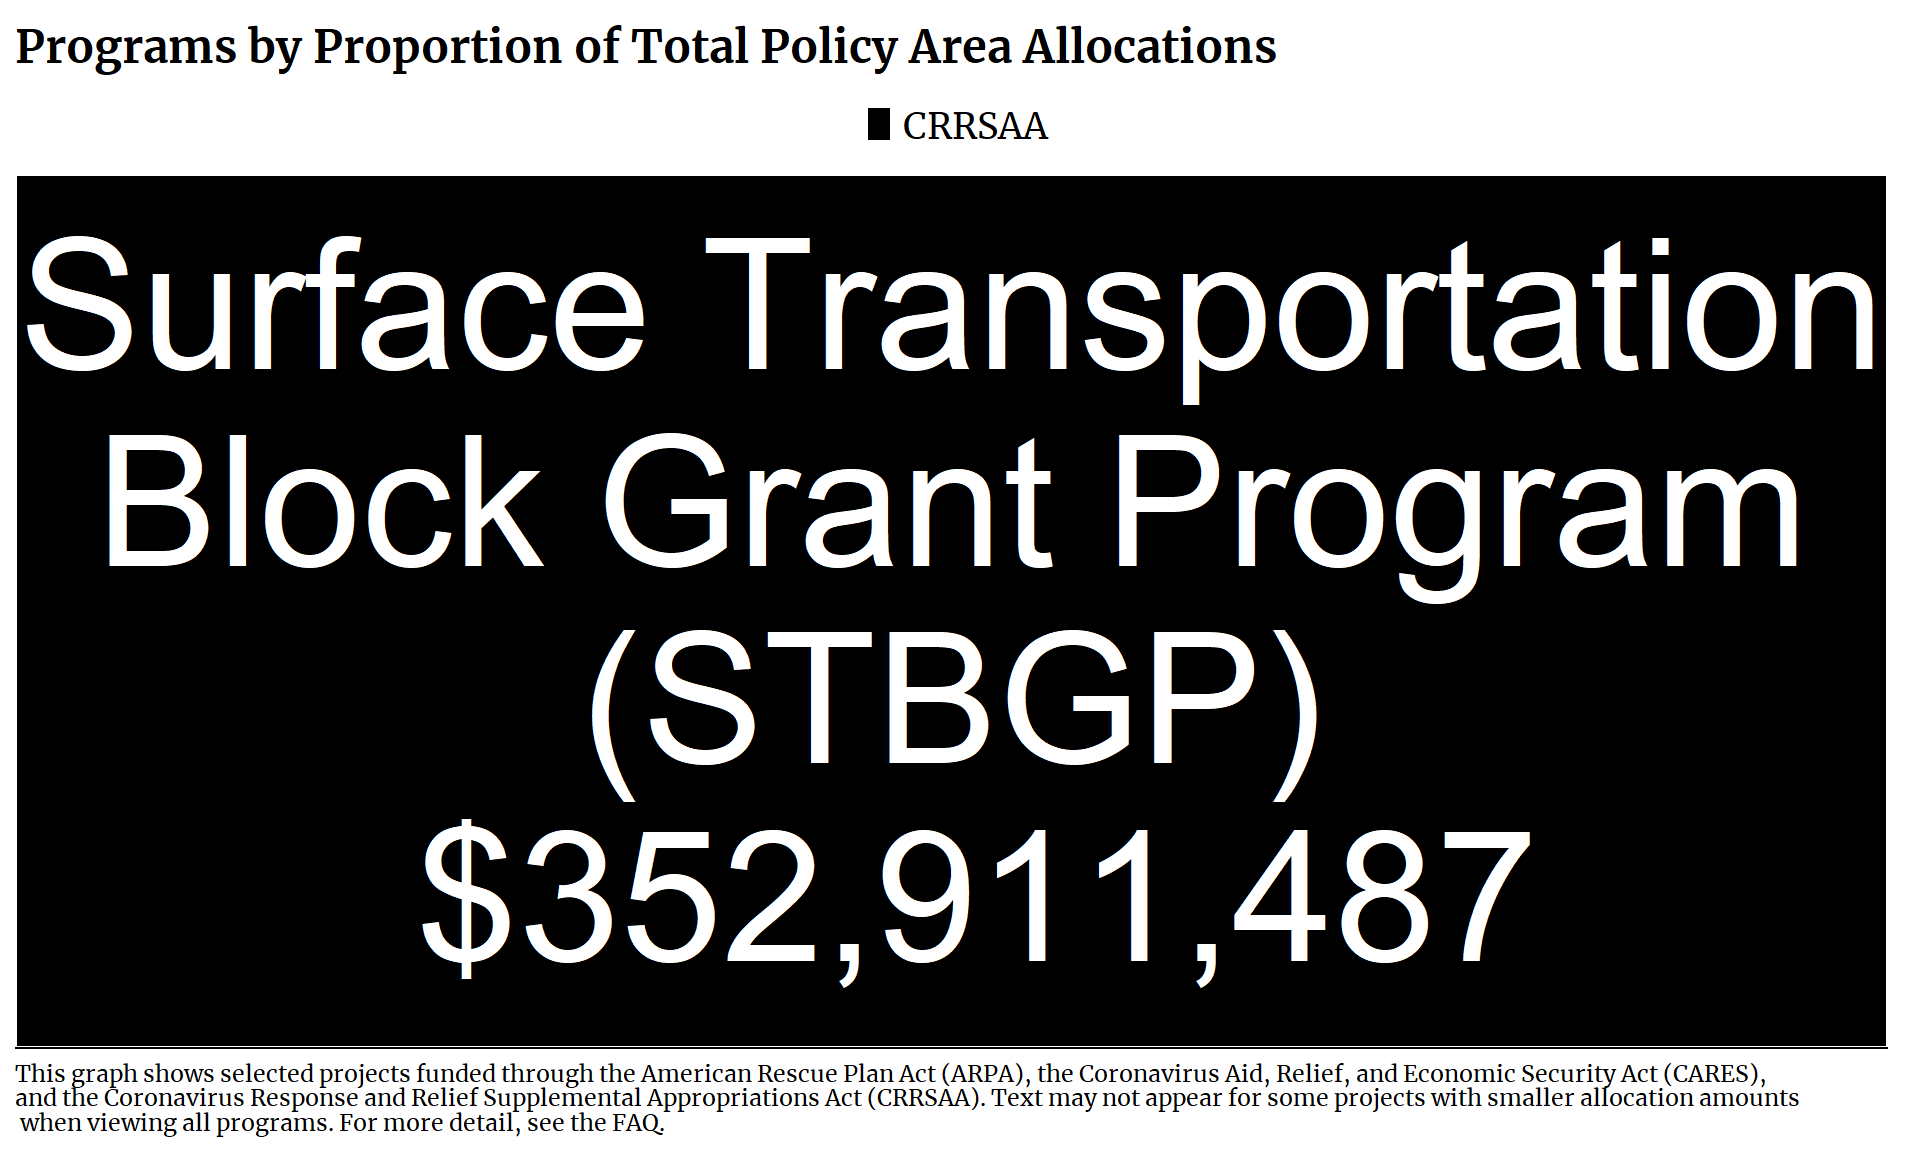 Programs by Proportion of Total Policy Area Allocations
CRRSAA
Surface Transportation
Block Grant Program
(STBGP)
$352,911,487
This graph shows selected projects funded through the American Rescue Plan Act (ARPA), the Coronavirus Aid, Relief, and Economic Security Act (CARES),
and the Coronavirus Response and Relief Supplemental Appropriations Act (CRRSAA). Text may not appear for some projects with smaller allocation amounts
when viewing all programs. For more detail, see the FAQ.